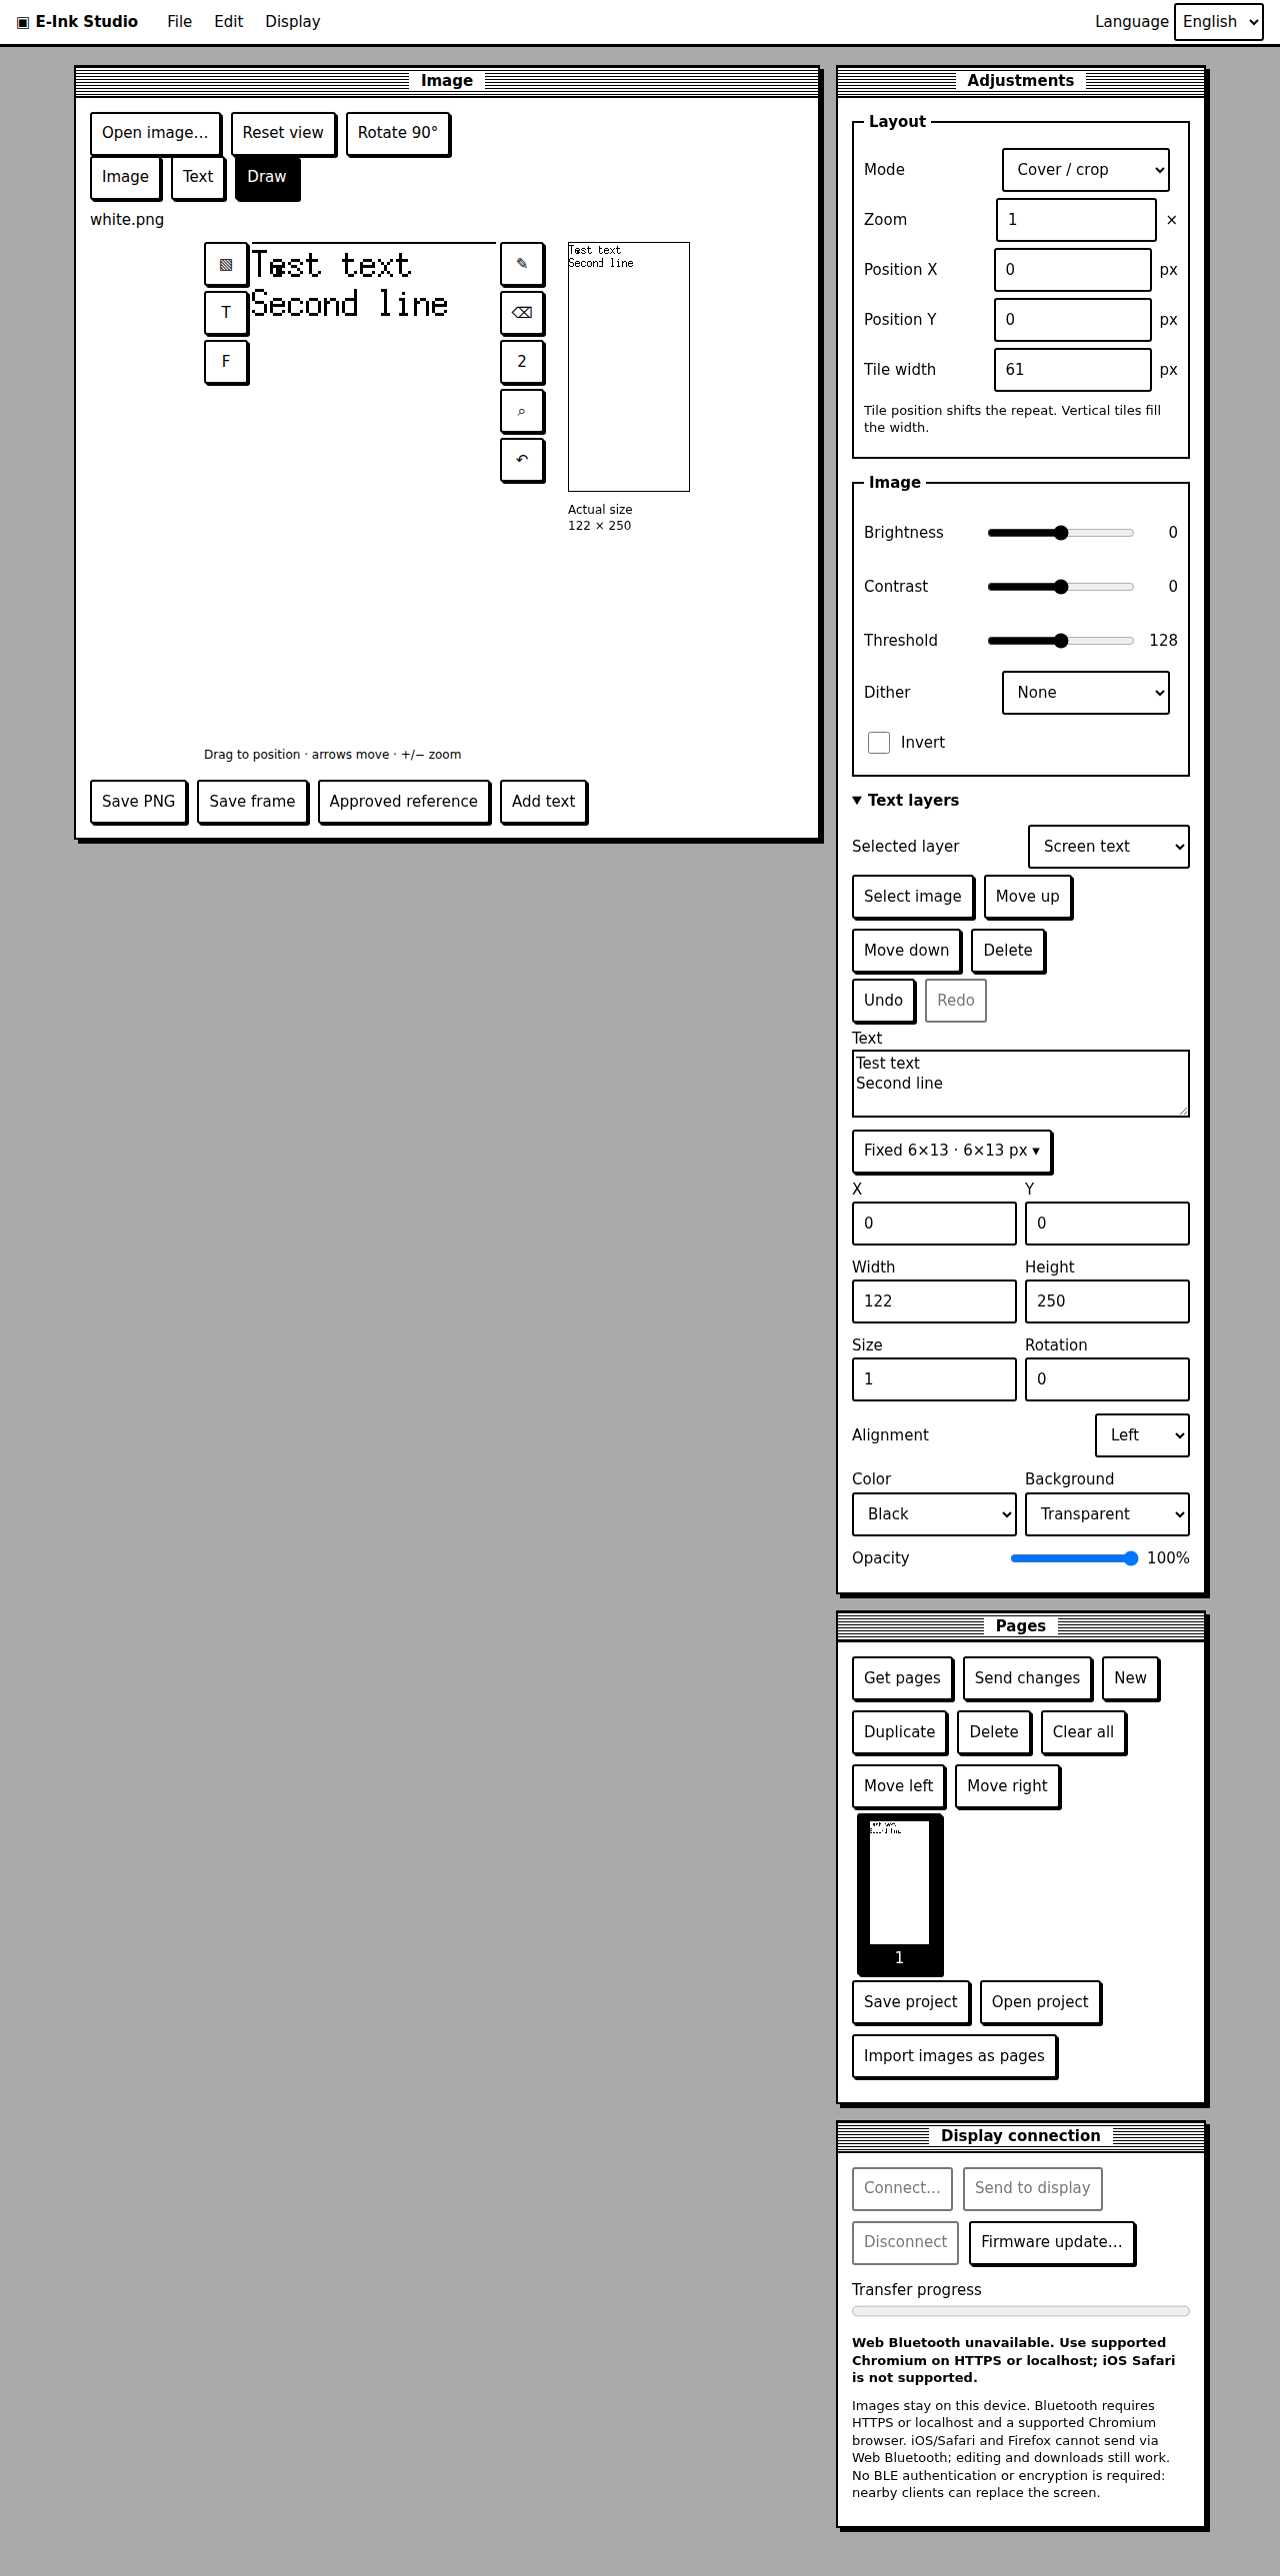 ▣ E-Ink Studio File Edit Display Language English
Image
Open image… Reset view Rotate 90°
Image Text Draw
white.png
▧ Test text ✎
T Second line ⌫
F 2
⌕
↶
Test text
Second line
Actual size
122 × 250
Drag to position · arrows move · +/− zoom
Save PNG Save frame Approved reference Add text
Adjustments
Layout
Mode Cover / crop
Zoom 1 ×
Position X 0 px
Position Y 0 px
Tile width 61 px
Tile position shifts the repeat. Vertical tiles fill
the width.
Image
Brightness 0
Contrast 0
Threshold 128
Dither None
Invert
▼ Text layers
Selected layer Screen text
Select image Move up
Move down Delete
Undo Redo
Text
Test text
Second line
Fixed 6×13 · 6×13 px ▾
X Y
0 0
Width Height
122 250
Size Rotation
1 0
Alignment Left
Color Background
Black Transparent
Opacity 100%
Pages
Get pages Send changes New
Duplicate Delete Clear all
Move left Move right
1
Save project Open project
Import images as pages
Display connection
Connect… Send to display
Disconnect Firmware update…
Transfer progress
Web Bluetooth unavailable. Use supported
Chromium on HTTPS or localhost; iOS Safari
is not supported.
Images stay on this device. Bluetooth requires
HTTPS or localhost and a supported Chromium
browser. iOS/Safari and Firefox cannot send via
Web Bluetooth; editing and downloads still work.
No BLE authentication or encryption is required:
nearby clients can replace the screen.